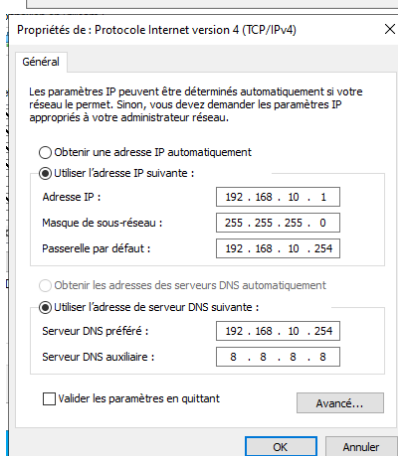 Propriétés de : Protocole Internet version 4 (TCP/IPv4)
Général
Les paramètres IP peuvent être déterminés automatiquement si votre
réseau le permet. Sinon, vous devez demander les paramètres IP
appropriés à votre administrateur réseau.
Obtenir une adresse IP automatiquement
Utiliser l'adresse IP suivante :
Adresse IP : 192 . 168 . 10 . 1
Masque de sous-réseau : 255 . 255 . 255 . 0
Passerelle par défaut : 192 . 168 . 10 . 254
Obtenir les adresses des serveurs DNS automatiquement
Utiliser l'adresse de serveur DNS suivante :
Serveur DNS préféré : 192 . 168 . 10 . 254
Serveur DNS auxiliaire : 8 . 8 . 8 . 8
Valider les paramètres en quittant
Avancé...
OK Annuler